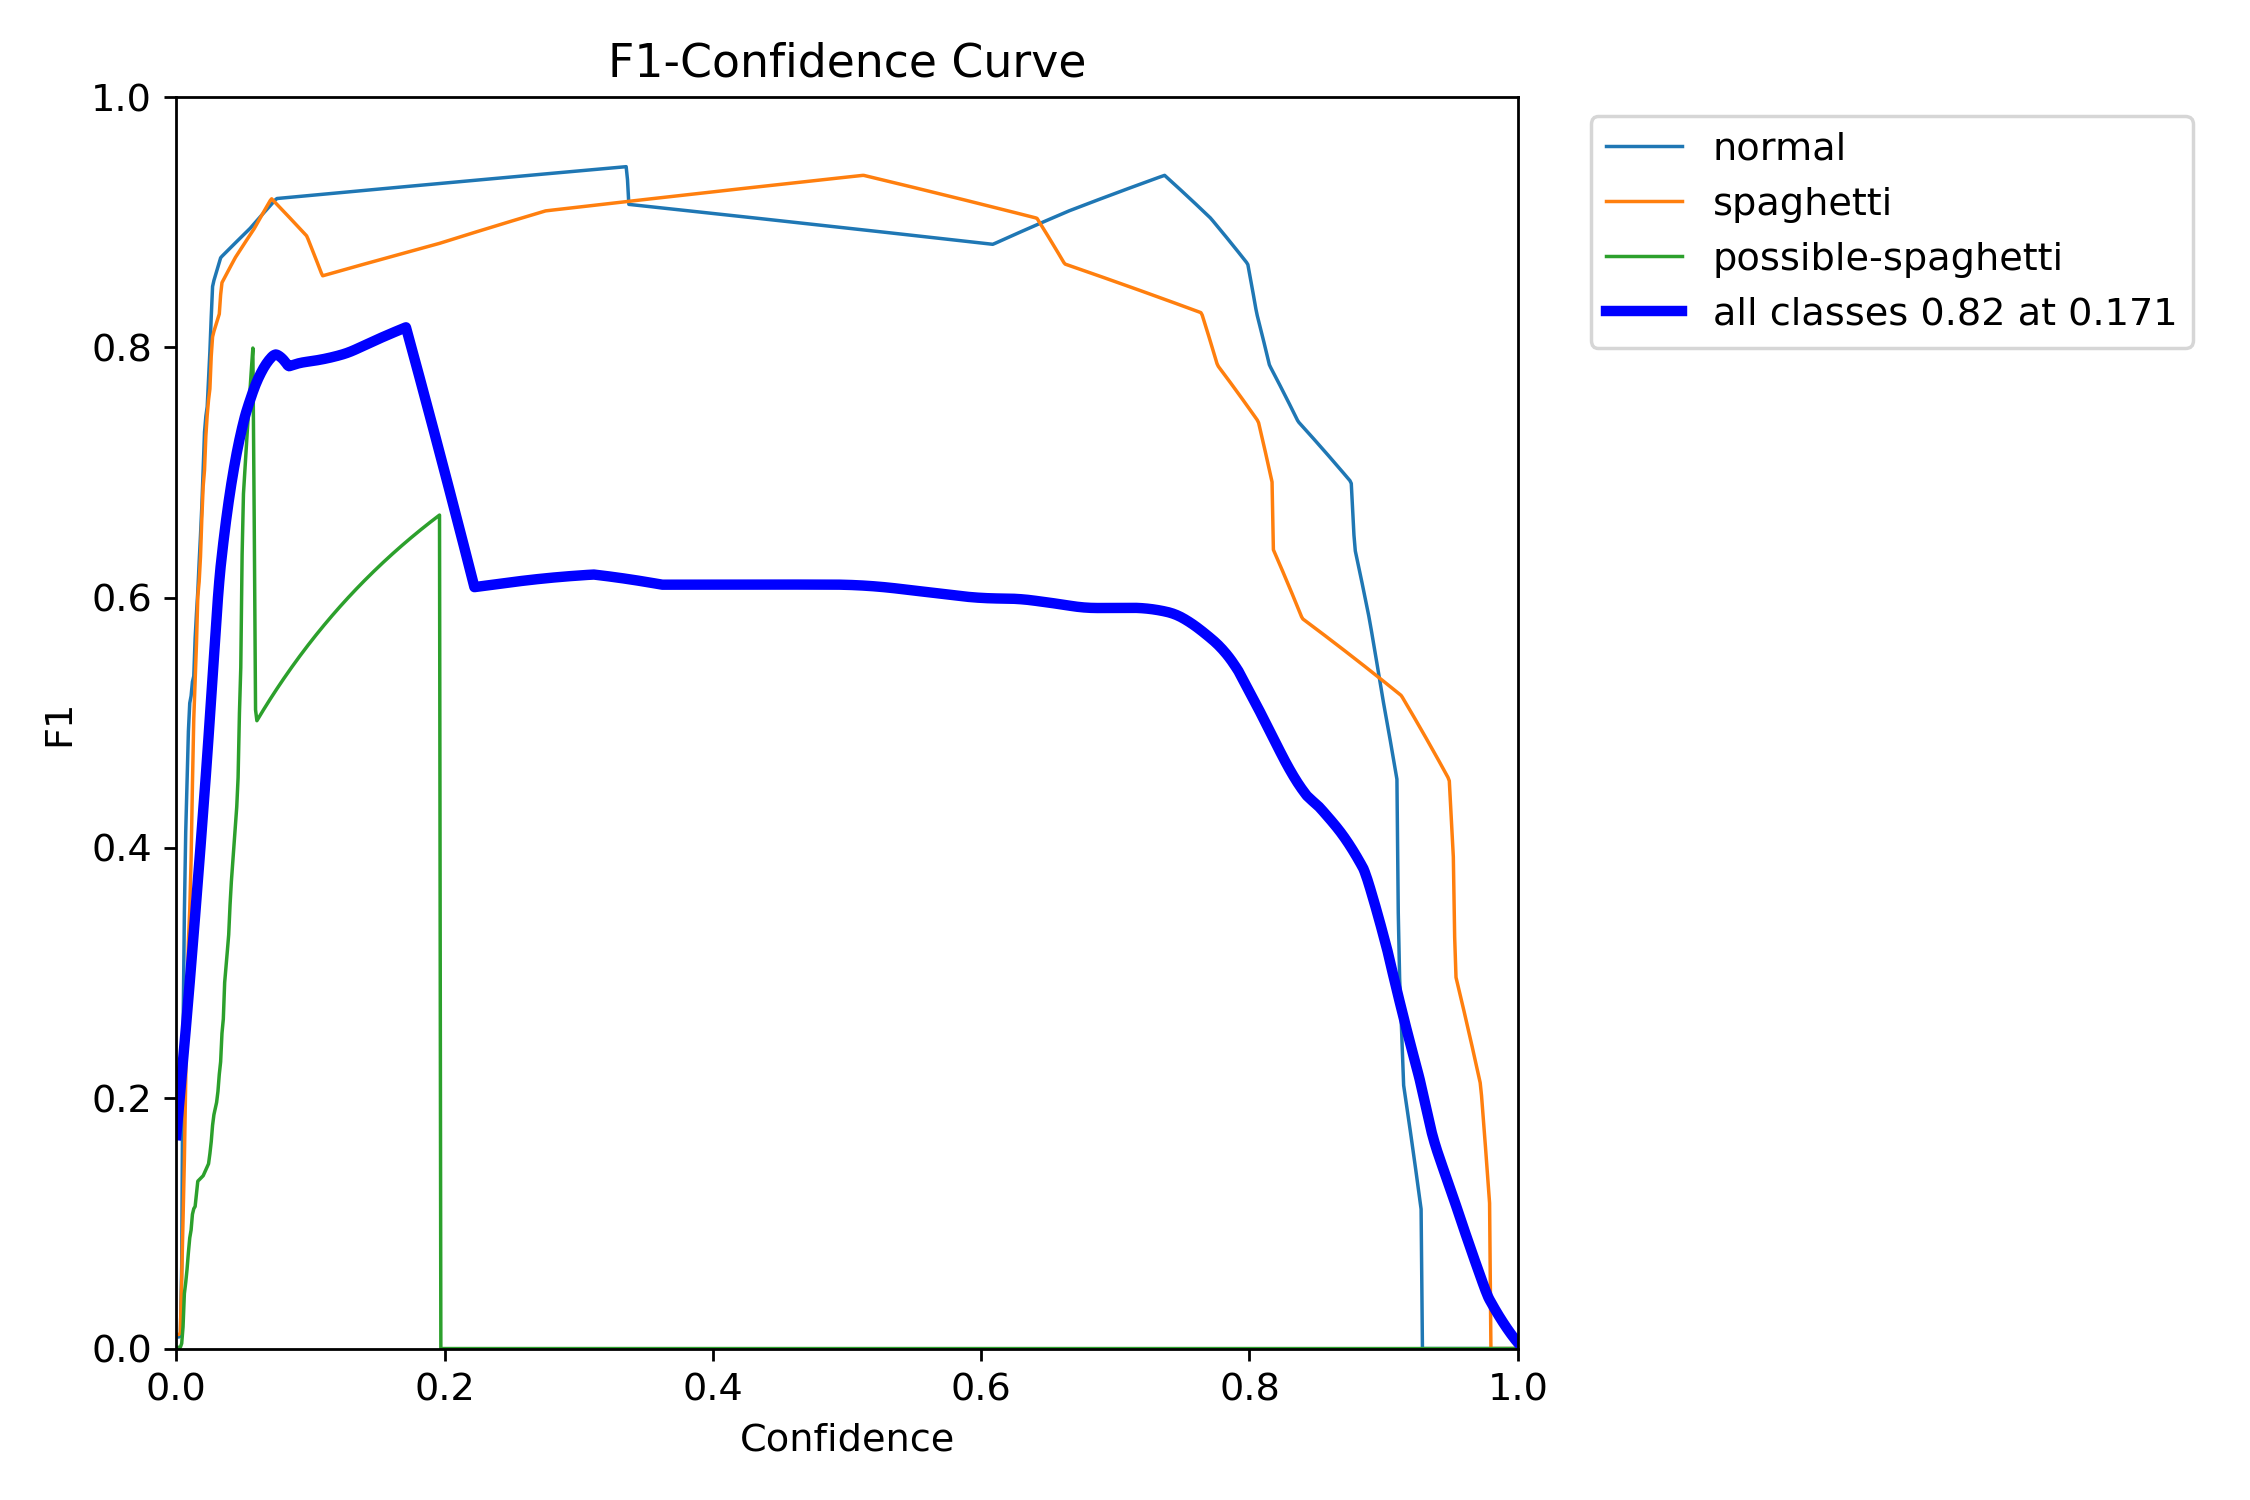 F1-Confidence Curve
1.0
0.8
0.6
0.4
0.2
0.0
F1
0.0 0.2 0.4 0.6 0.8 1.0
Confidence
normal
spaghetti
possible-spaghetti
all classes 0.82 at 0.171